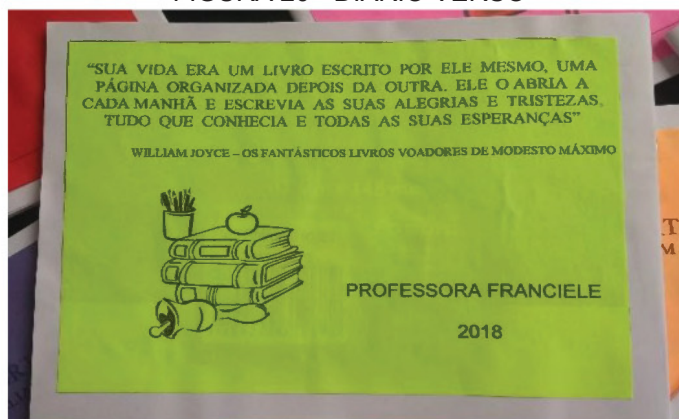 “SUA VIDA ERA UM LIVRO ESCRITO POR ELE MESMO, UMA
PÁGINA ORGANIZADA DEPOIS DA OUTRA. ELE O ABRIA A
CADA MANHÃ E ESCREVIA AS SUAS ALEGRIAS E TRISTEZAS,
TUDO QUE CONHECIA E TODAS AS SUAS ESPERANÇAS”
WILLIAM JOYCE – OS FANTÁSTICOS LIVROS VOADORES DE MODESTO MÁXIMO
PROFESSORA FRANCIELE
2018